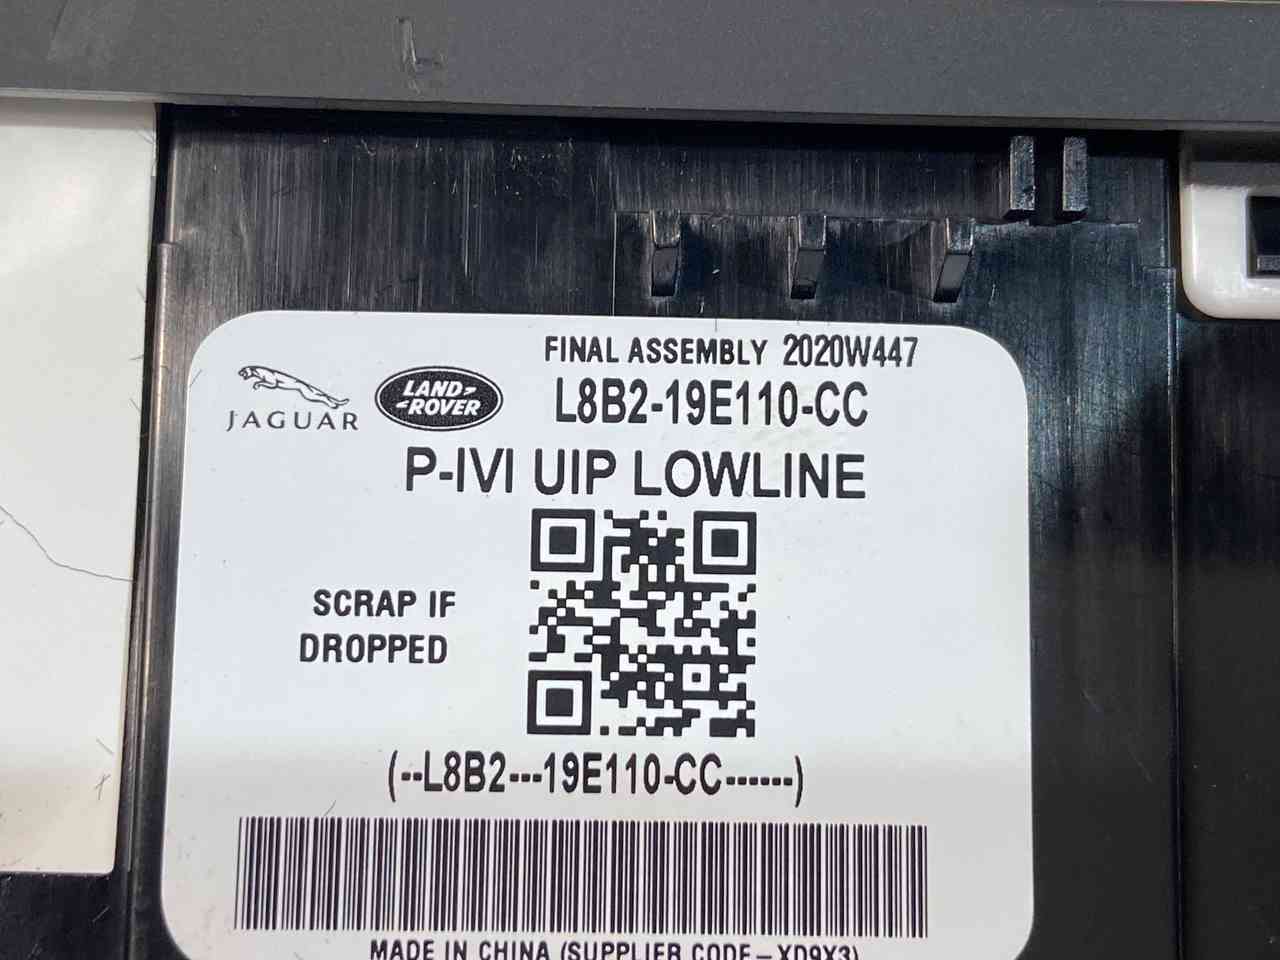 L
FINAL ASSEMBLY 2020W447
JAGUAR
LAND-
-ROVER
L8B2-19E110-CC
P-IVI UIP LOWLINE
SCRAP IF
DROPPED
(--L8B2---19E110-CC------)
MADE IN CHINA (SUPPLIER CODE-XD9X3)